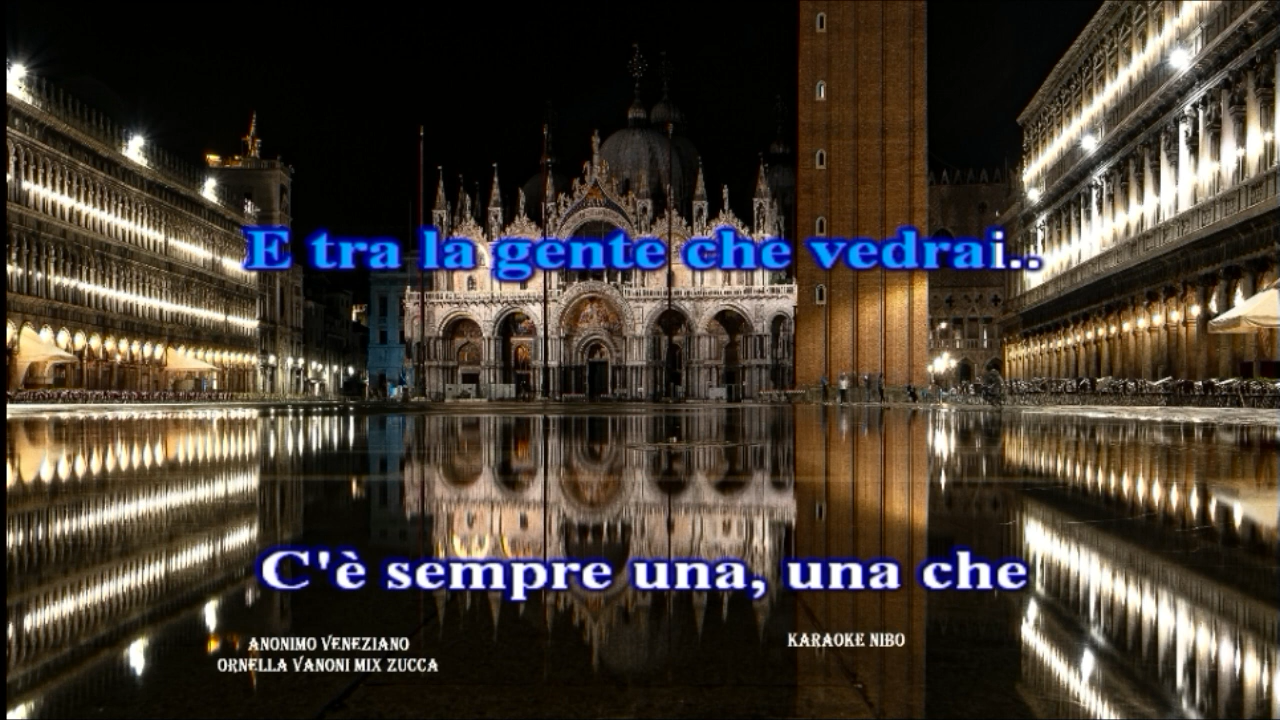 E tra la gente che vedrai..
C'è sempre una, una che
ANONIMO VENEZIANO
ORNELLA VANONI MIX ZUCCA
KARAOKE NIBO